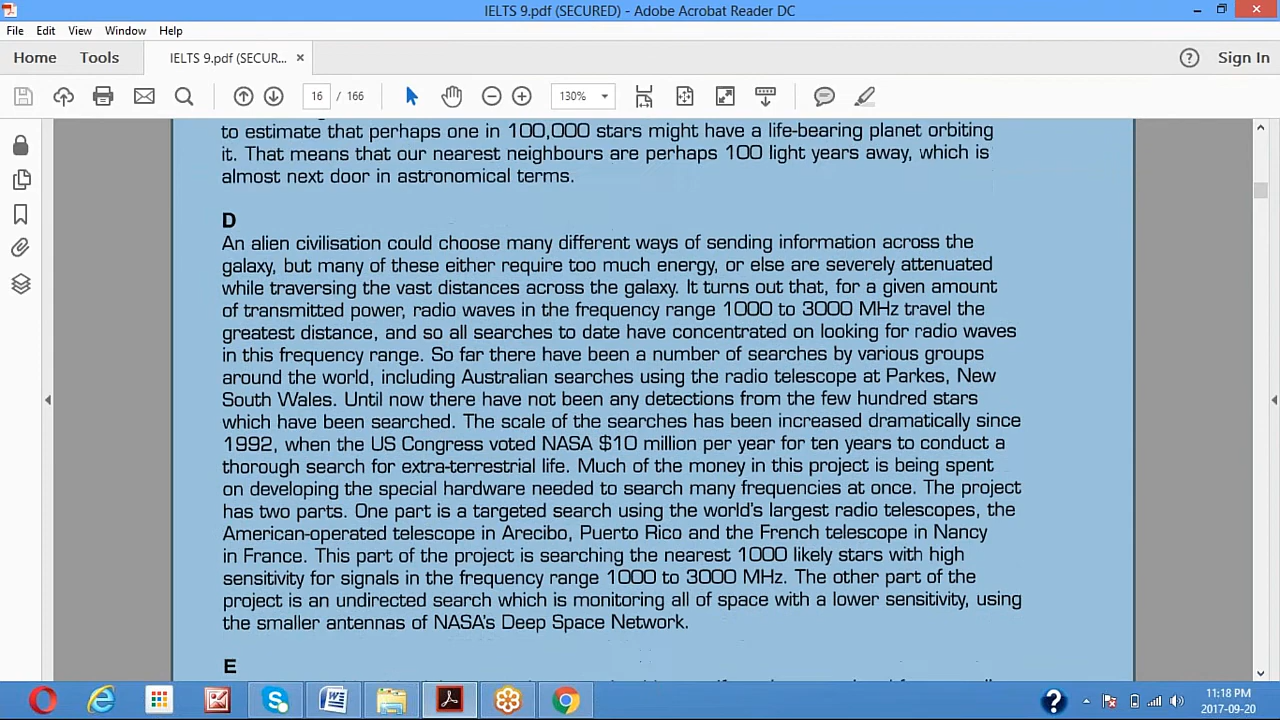 IELTS 9.pdf (SECURED) - Adobe Acrobat Reader DC
File Edit View Window Help
Home Tools IELTS 9.pdf (SECUR... × Sign In
16 / 166 130%
to estimate that perhaps one in 100,000 stars might have a life-bearing planet orbiting
it. That means that our nearest neighbours are perhaps 100 light years away, which is
almost next door in astronomical terms.
D
An alien civilisation could choose many different ways of sending information across the
galaxy, but many of these either require too much energy, or else are severely attenuated
while traversing the vast distances across the galaxy. It turns out that, for a given amount
of transmitted power, radio waves in the frequency range 1000 to 3000 MHz travel the
greatest distance, and so all searches to date have concentrated on looking for radio waves
in this frequency range. So far there have been a number of searches by various groups
around the world, including Australian searches using the radio telescope at Parkes, New
South Wales. Until now there have not been any detections from the few hundred stars
which have been searched. The scale of the searches has been increased dramatically since
1992, when the US Congress voted NASA $10 million per year for ten years to conduct a
thorough search for extra-terrestrial life. Much of the money in this project is being spent
on developing the special hardware needed to search many frequencies at once. The project
has two parts. One part is a targeted search using the world's largest radio telescopes, the
American-operated telescope in Arecibo, Puerto Rico and the French telescope in Nancy
in France. This part of the project is searching the nearest 1000 likely stars with high
sensitivity for signals in the frequency range 1000 to 3000 MHz. The other part of the
project is an undirected search which is monitoring all of space with a lower sensitivity, using
the smaller antennas of NASA's Deep Space Network.
E
11:18 PM
2017-09-20